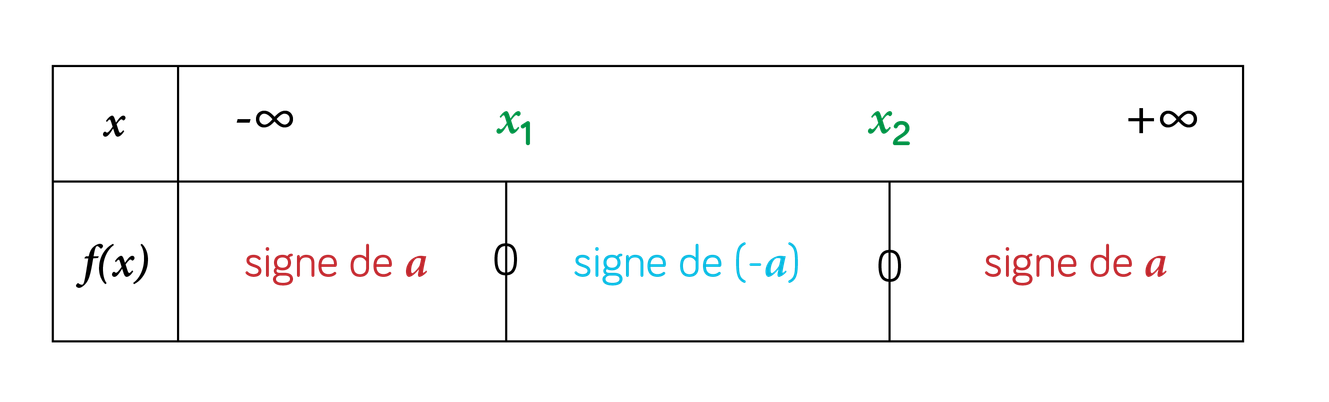 x -∞ x₁ x₂ +∞
f(x) signe de a 0 signe de (-a) 0 signe de a